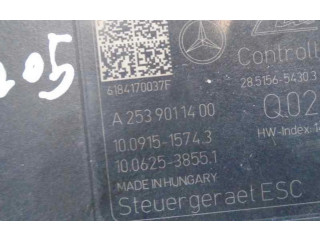 205
6184170037F
Controll
28.5156-5430.3
A 253 901 14 00
Q.02
10.0915-1574.3
HW-Index: 1
10.0625-3855.1
MADE IN HUNGARY
Steuergeraet ESC